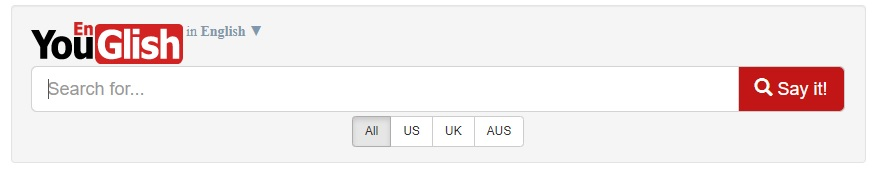 En
YouGlish in English ▼
Search for... Say it!
All US UK AUS